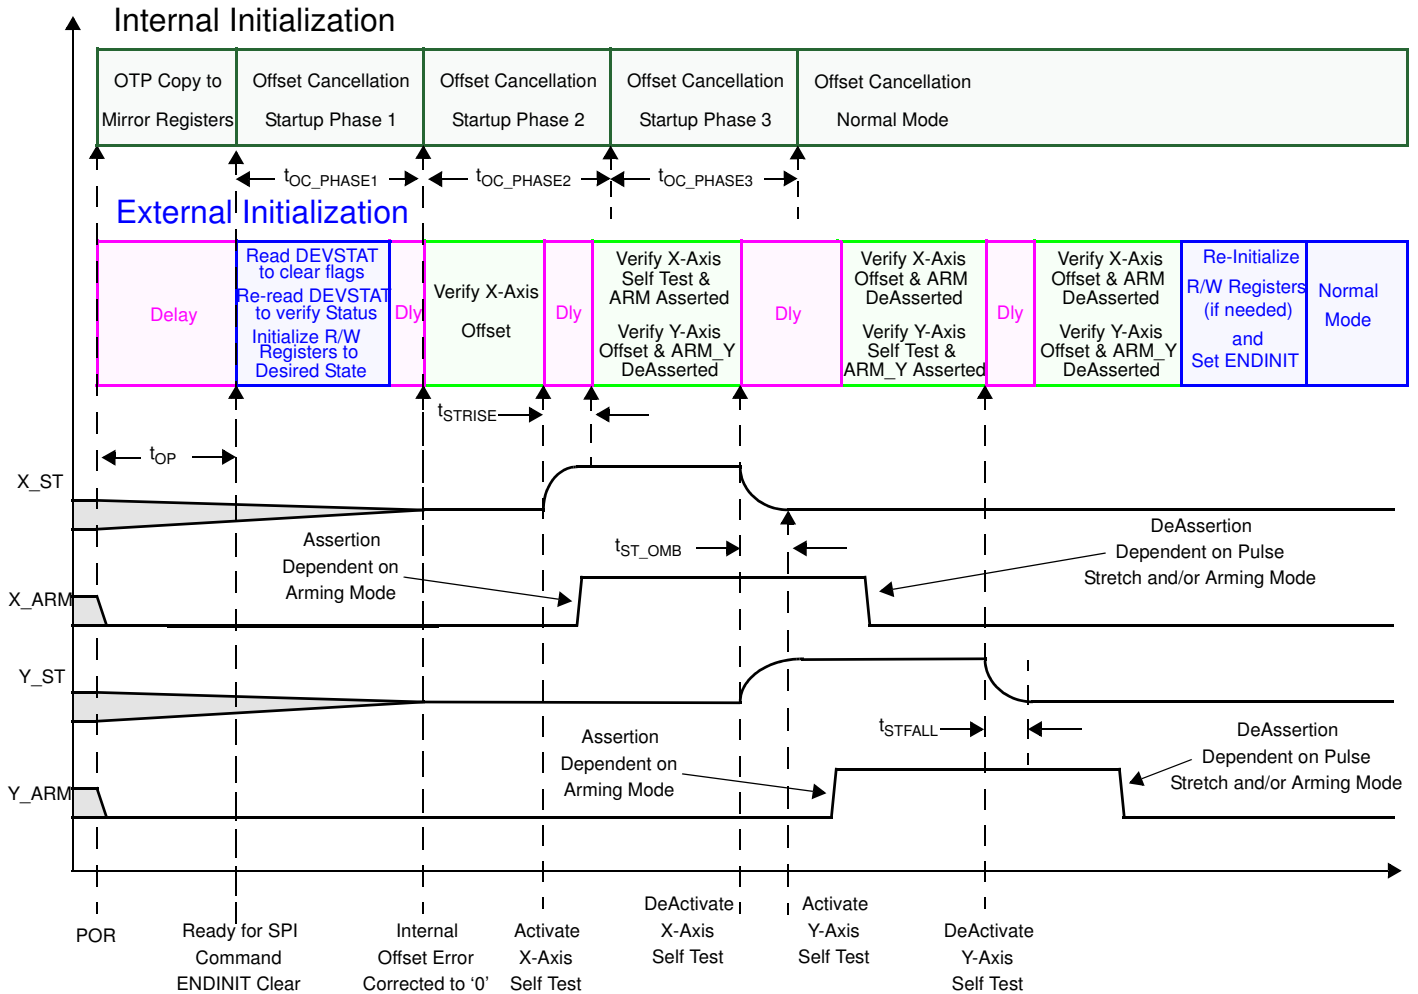 Internal Initialization
OTP Copy to
Mirror Registers
Offset Cancellation
Startup Phase 1
Offset Cancellation
Startup Phase 2
Offset Cancellation
Startup Phase 3
Offset Cancellation
Normal Mode
tOC_PHASE1
tOC_PHASE2
tOC_PHASE3
External Initialization
Delay
Read DEVSTAT
to clear flags
Re-read DEVSTAT
to verify Status
Initialize R/W
Registers to
Desired State
Dly
Verify X-Axis
Offset
Dly
Verify X-Axis
Self Test &
ARM Asserted
Verify Y-Axis
Offset & ARM_Y
DeAsserted
Dly
Verify X-Axis
Offset & ARM
DeAsserted
Verify Y-Axis
Self Test &
ARM_Y Asserted
Dly
Verify X-Axis
Offset & ARM
DeAsserted
Verify Y-Axis
Offset & ARM_Y
DeAsserted
Re-Initialize
R/W Registers
(if needed)
and
Set ENDINIT
Normal
Mode
tSTRISE
tOP
X_ST
Assertion
Dependent on
Arming Mode
tST_OMB
DeAssertion
Dependent on Pulse
Stretch and/or Arming Mode
X_ARM
Y_ST
tSTFALL
Assertion
Dependent on
Arming Mode
DeAssertion
Dependent on Pulse
Stretch and/or Arming Mode
Y_ARM
POR
Ready for SPI
Command
ENDINIT Clear
Internal
Offset Error
Corrected to ‘0’
Activate
X-Axis
Self Test
DeActivate
X-Axis
Self Test
Activate
Y-Axis
Self Test
DeActivate
Y-Axis
Self Test